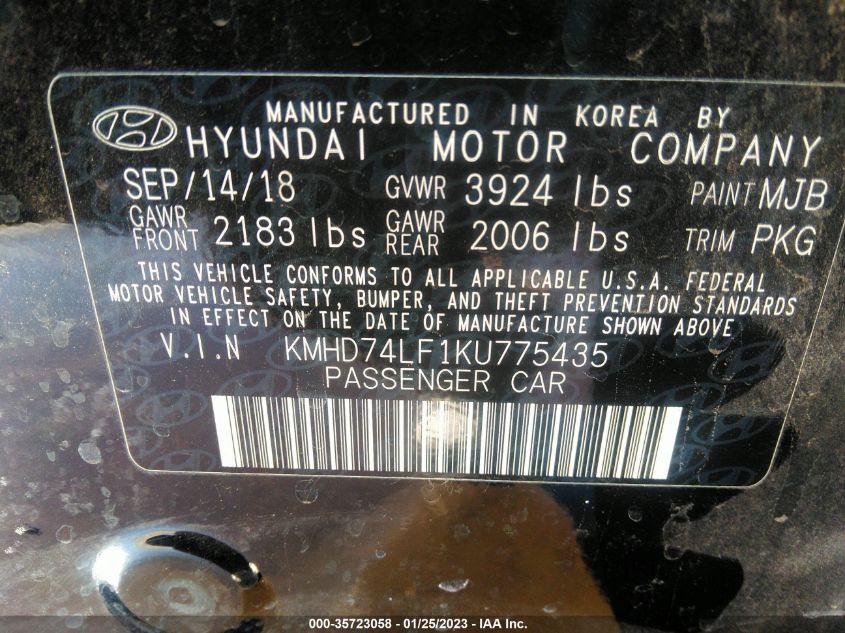 MANUFACTURED IN KOREA BY
HYUNDAI MOTOR COMPANY
SEP/14/18 GVWR 3924 lbs PAINT MJB
GAWR FRONT 2183 lbs GAWR REAR 2006 lbs TRIM PKG
THIS VEHICLE CONFORMS TO ALL APPLICABLE U.S.A. FEDERAL
MOTOR VEHICLE SAFETY, BUMPER, AND THEFT PREVENTION STANDARDS
IN EFFECT ON THE DATE OF MANUFACTURE SHOWN ABOVE
V.I.N KMHD74LF1KU775435
PASSENGER CAR
000-35723058 - 01/25/2023 - IAA Inc.